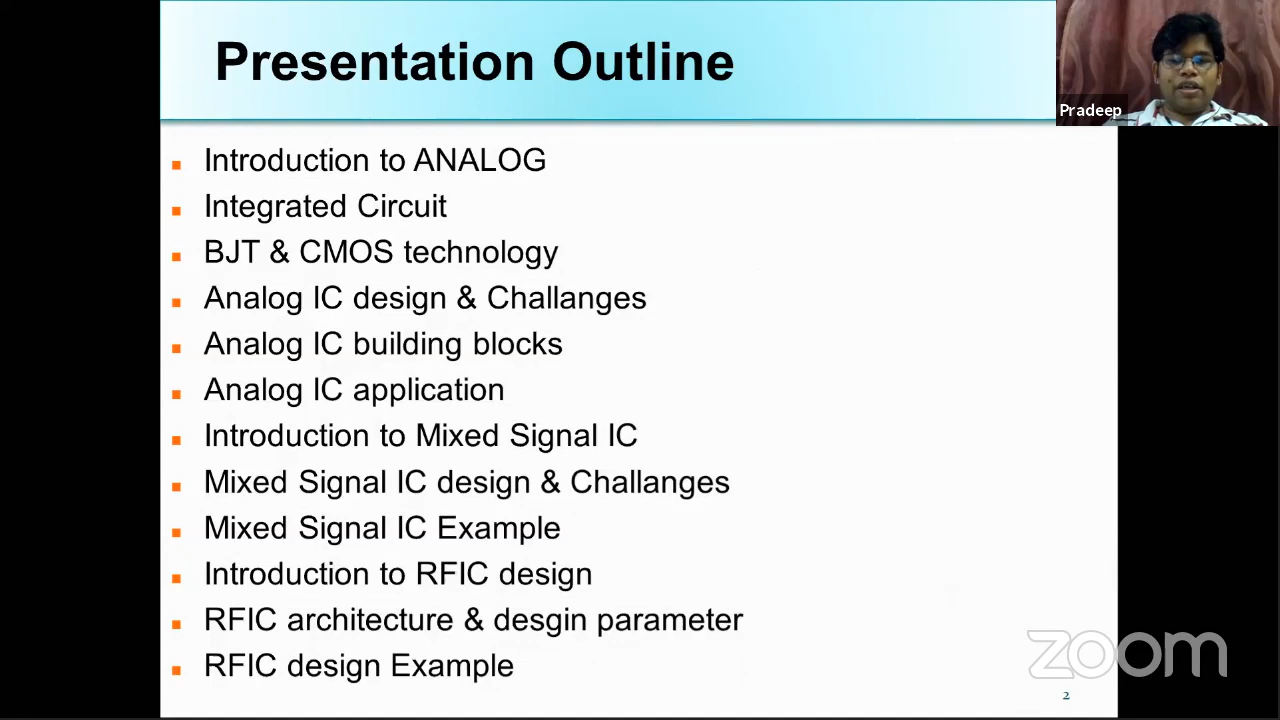 Presentation Outline
Pradeep
Introduction to ANALOG
Integrated Circuit
BJT & CMOS technology
Analog IC design & Challanges
Analog IC building blocks
Analog IC application
Introduction to Mixed Signal IC
Mixed Signal IC design & Challanges
Mixed Signal IC Example
Introduction to RFIC design
RFIC architecture & desgin parameter
RFIC design Example
zoom
2